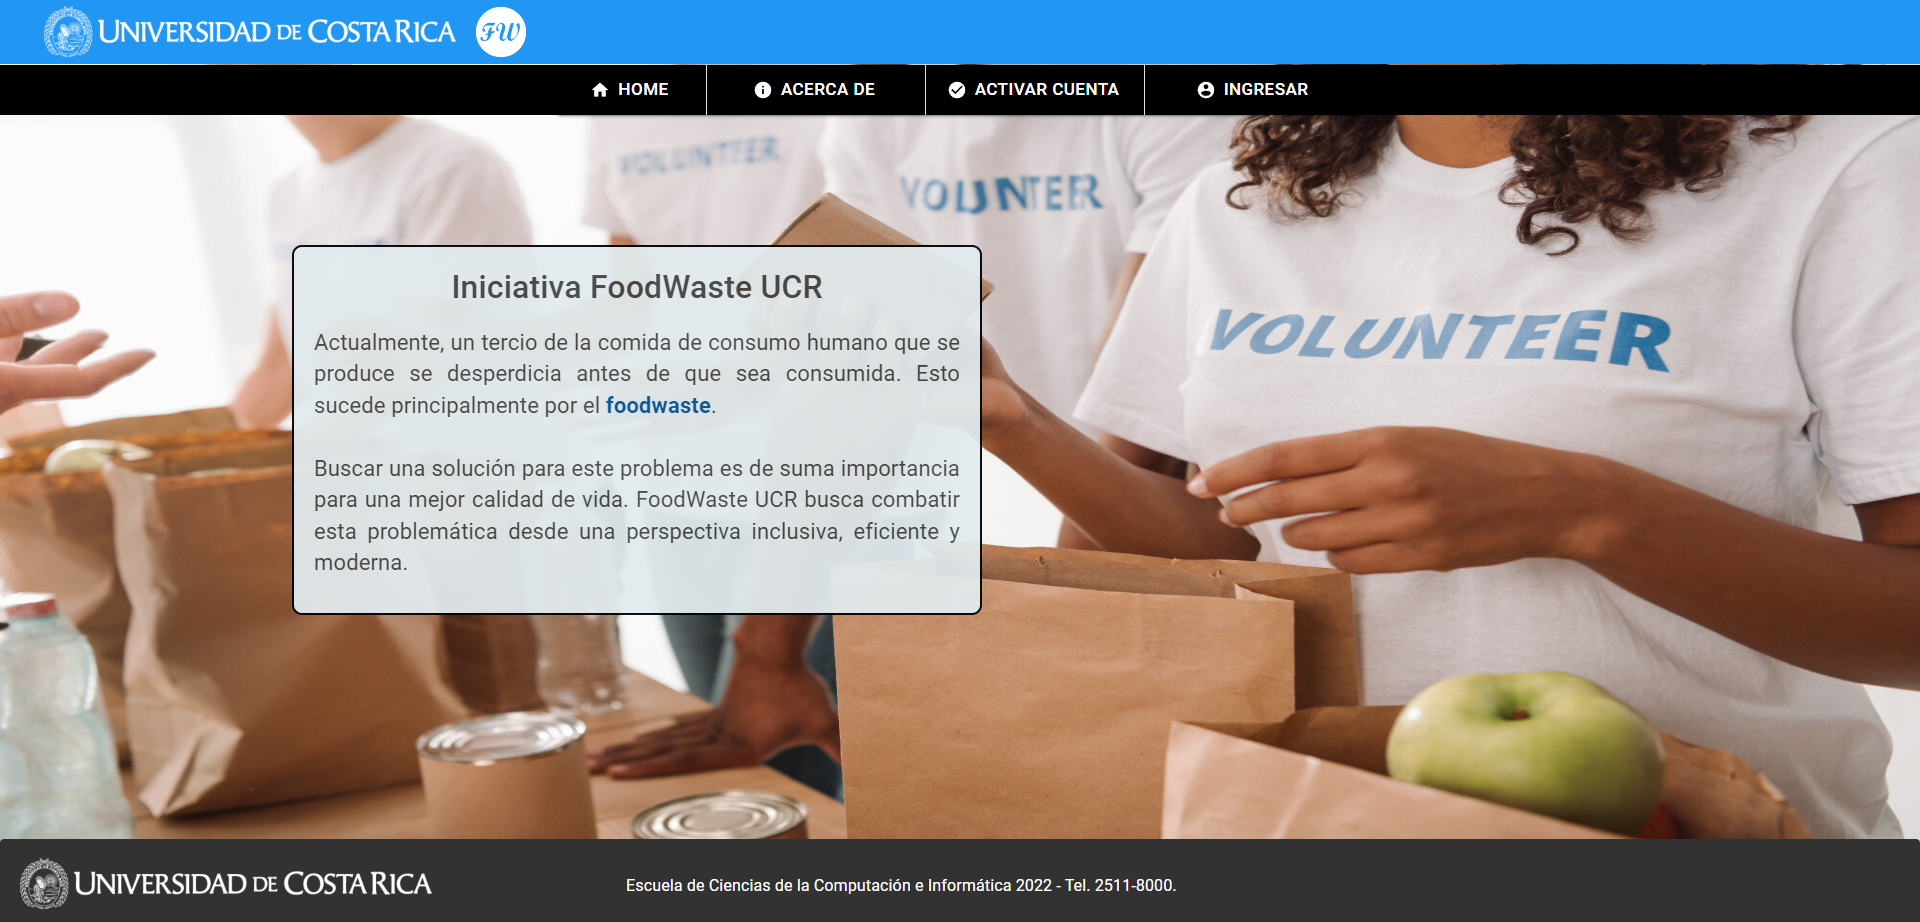 UNIVERSIDAD DE COSTA RICA FW
HOME ACERCA DE ACTIVAR CUENTA INGRESAR
VOLUNTEER
VOLUNTEER
VOLUNTEER
Iniciativa FoodWaste UCR
Actualmente, un tercio de la comida de consumo humano que se
produce se desperdicia antes de que sea consumida. Esto
sucede principalmente por el foodwaste.
Buscar una solución para este problema es de suma importancia
para una mejor calidad de vida. FoodWaste UCR busca combatir
esta problemática desde una perspectiva inclusiva, eficiente y
moderna.
UNIVERSIDAD DE COSTA RICA
Escuela de Ciencias de la Computación e Informática 2022 - Tel. 2511-8000.